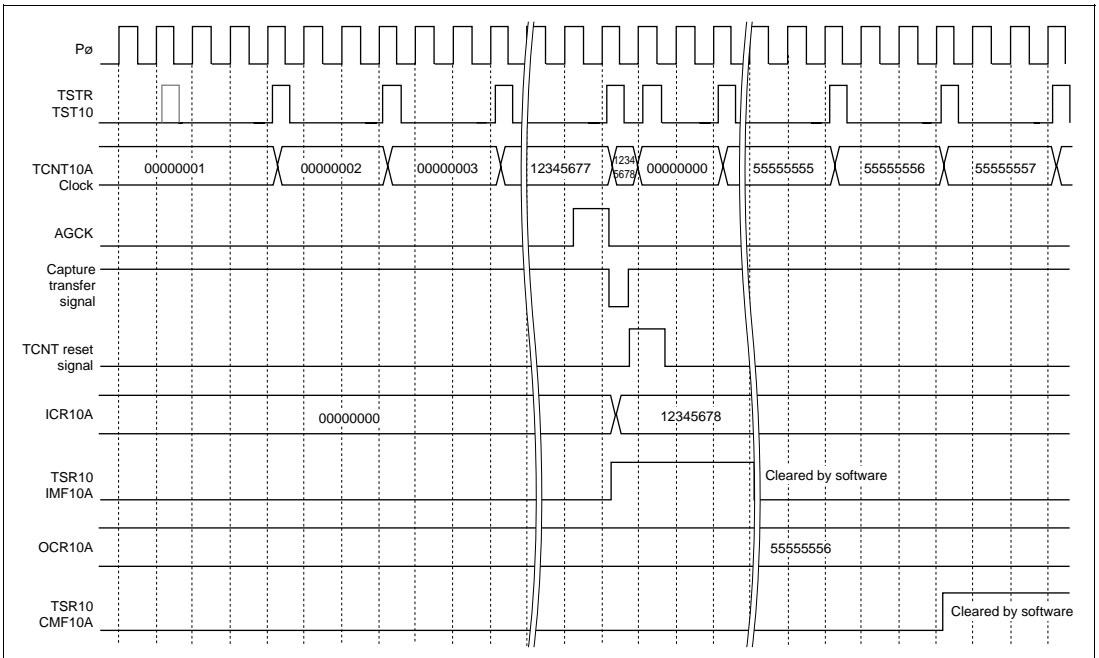 Pø
TSTR
TST10
TCNT10A
Clock
00000001
00000002
00000003
12345677
1234
5678
00000000
55555555
55555556
55555557
AGCK
Capture
transfer
signal
TCNT reset
signal
ICR10A
00000000
12345678
TSR10
IMF10A
Cleared by software
OCR10A
55555556
TSR10
CMF10A
Cleared by software